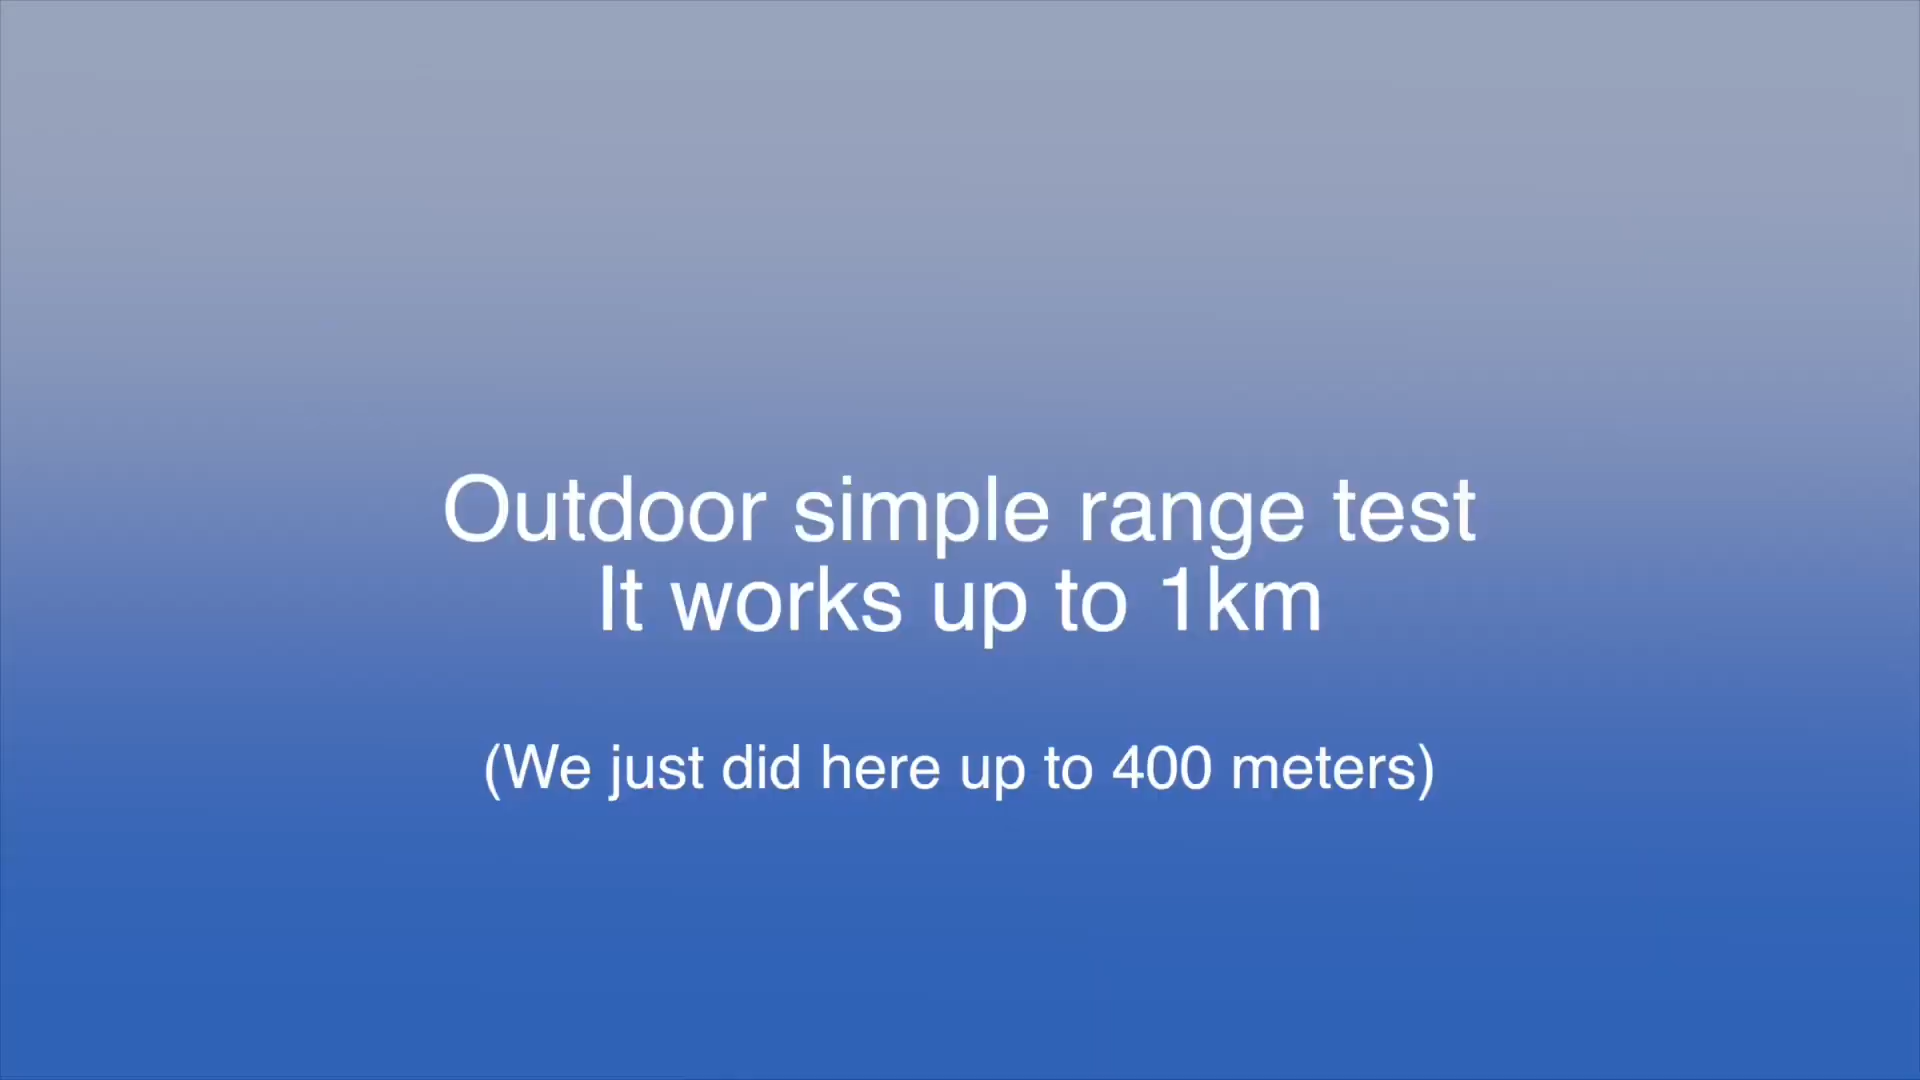 Outdoor simple range test
It works up to 1km
(We just did here up to 400 meters)